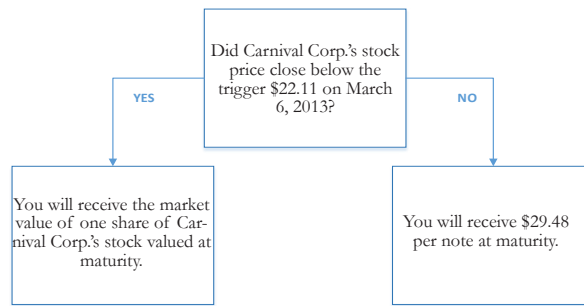 Did Carnival Corp.'s stock
price close below the
trigger $22.11 on March
6, 2013?
YES
NO
You will receive the market
value of one share of Car-
nival Corp.'s stock valued at
maturity.
You will receive $29.48
per note at maturity.